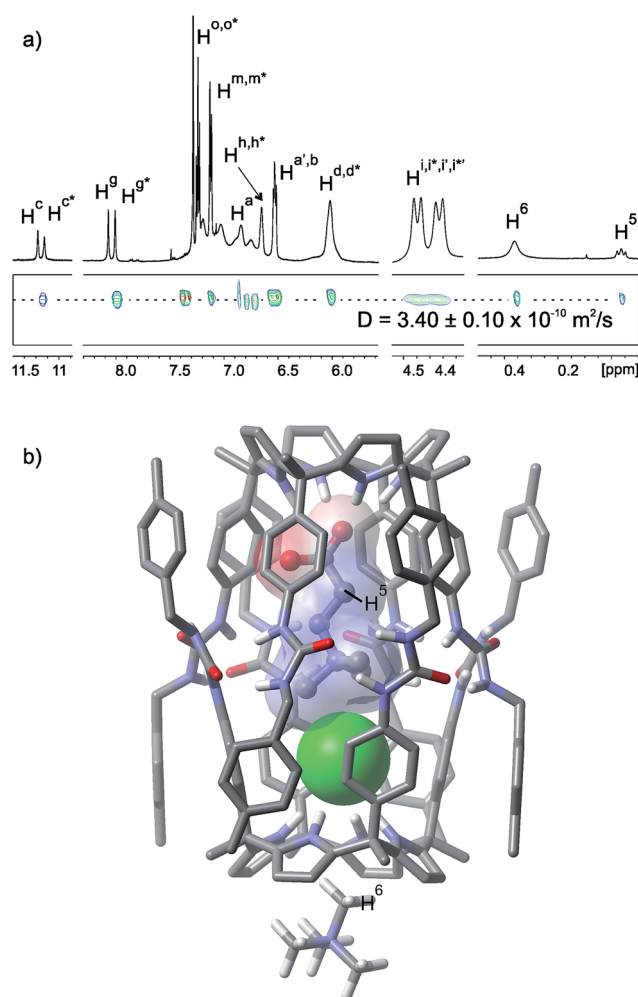 a)
H^o,o*
H^m,m*
H^h,h*
H^c H^c* H^g H^g* H^a H^a',b H^d,d* H^i,i*,i',i*' H^6 H^5
D = 3.40 ± 0.10 x 10^-10 m^2/s
11.5 11 8.0 7.5 7.0 6.5 6.0 4.5 4.4 0.4 0.2 [ppm]
b)
H^5
H^6